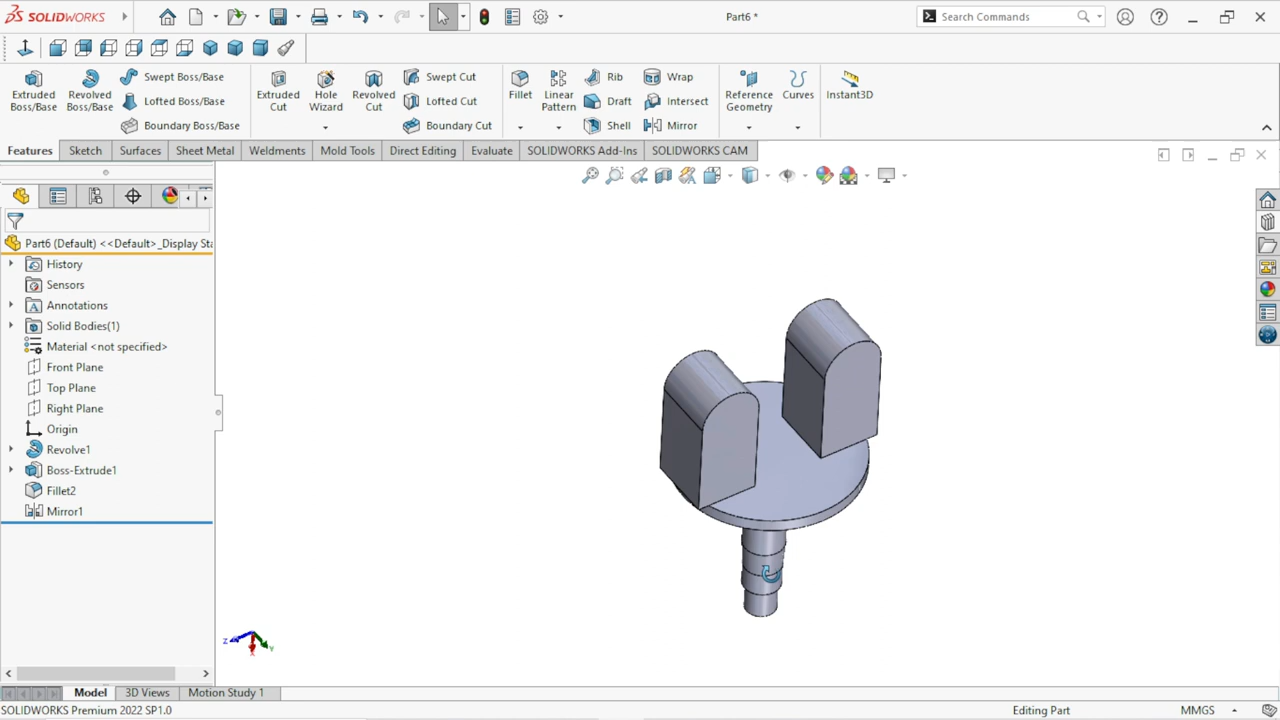 SOLIDWORKS
Part6 *
Search Commands
Extruded Boss/Base
Revolved Boss/Base
Swept Boss/Base
Lofted Boss/Base
Boundary Boss/Base
Extruded Cut
Hole Wizard
Revolved Cut
Swept Cut
Lofted Cut
Boundary Cut
Fillet
Linear Pattern
Rib
Draft
Shell
Wrap
Intersect
Mirror
Reference Geometry
Curves
Instant3D
Features
Sketch
Surfaces
Sheet Metal
Weldments
Mold Tools
Direct Editing
Evaluate
SOLIDWORKS Add-Ins
SOLIDWORKS CAM
Part6 (Default) <<Default>_Display Sta
History
Sensors
Annotations
Solid Bodies(1)
Material <not specified>
Front Plane
Top Plane
Right Plane
Origin
Revolve1
Boss-Extrude1
Fillet2
Mirror1
Z
Y
X
Model
3D Views
Motion Study 1
SOLIDWORKS Premium 2022 SP1.0
Editing Part
MMGS